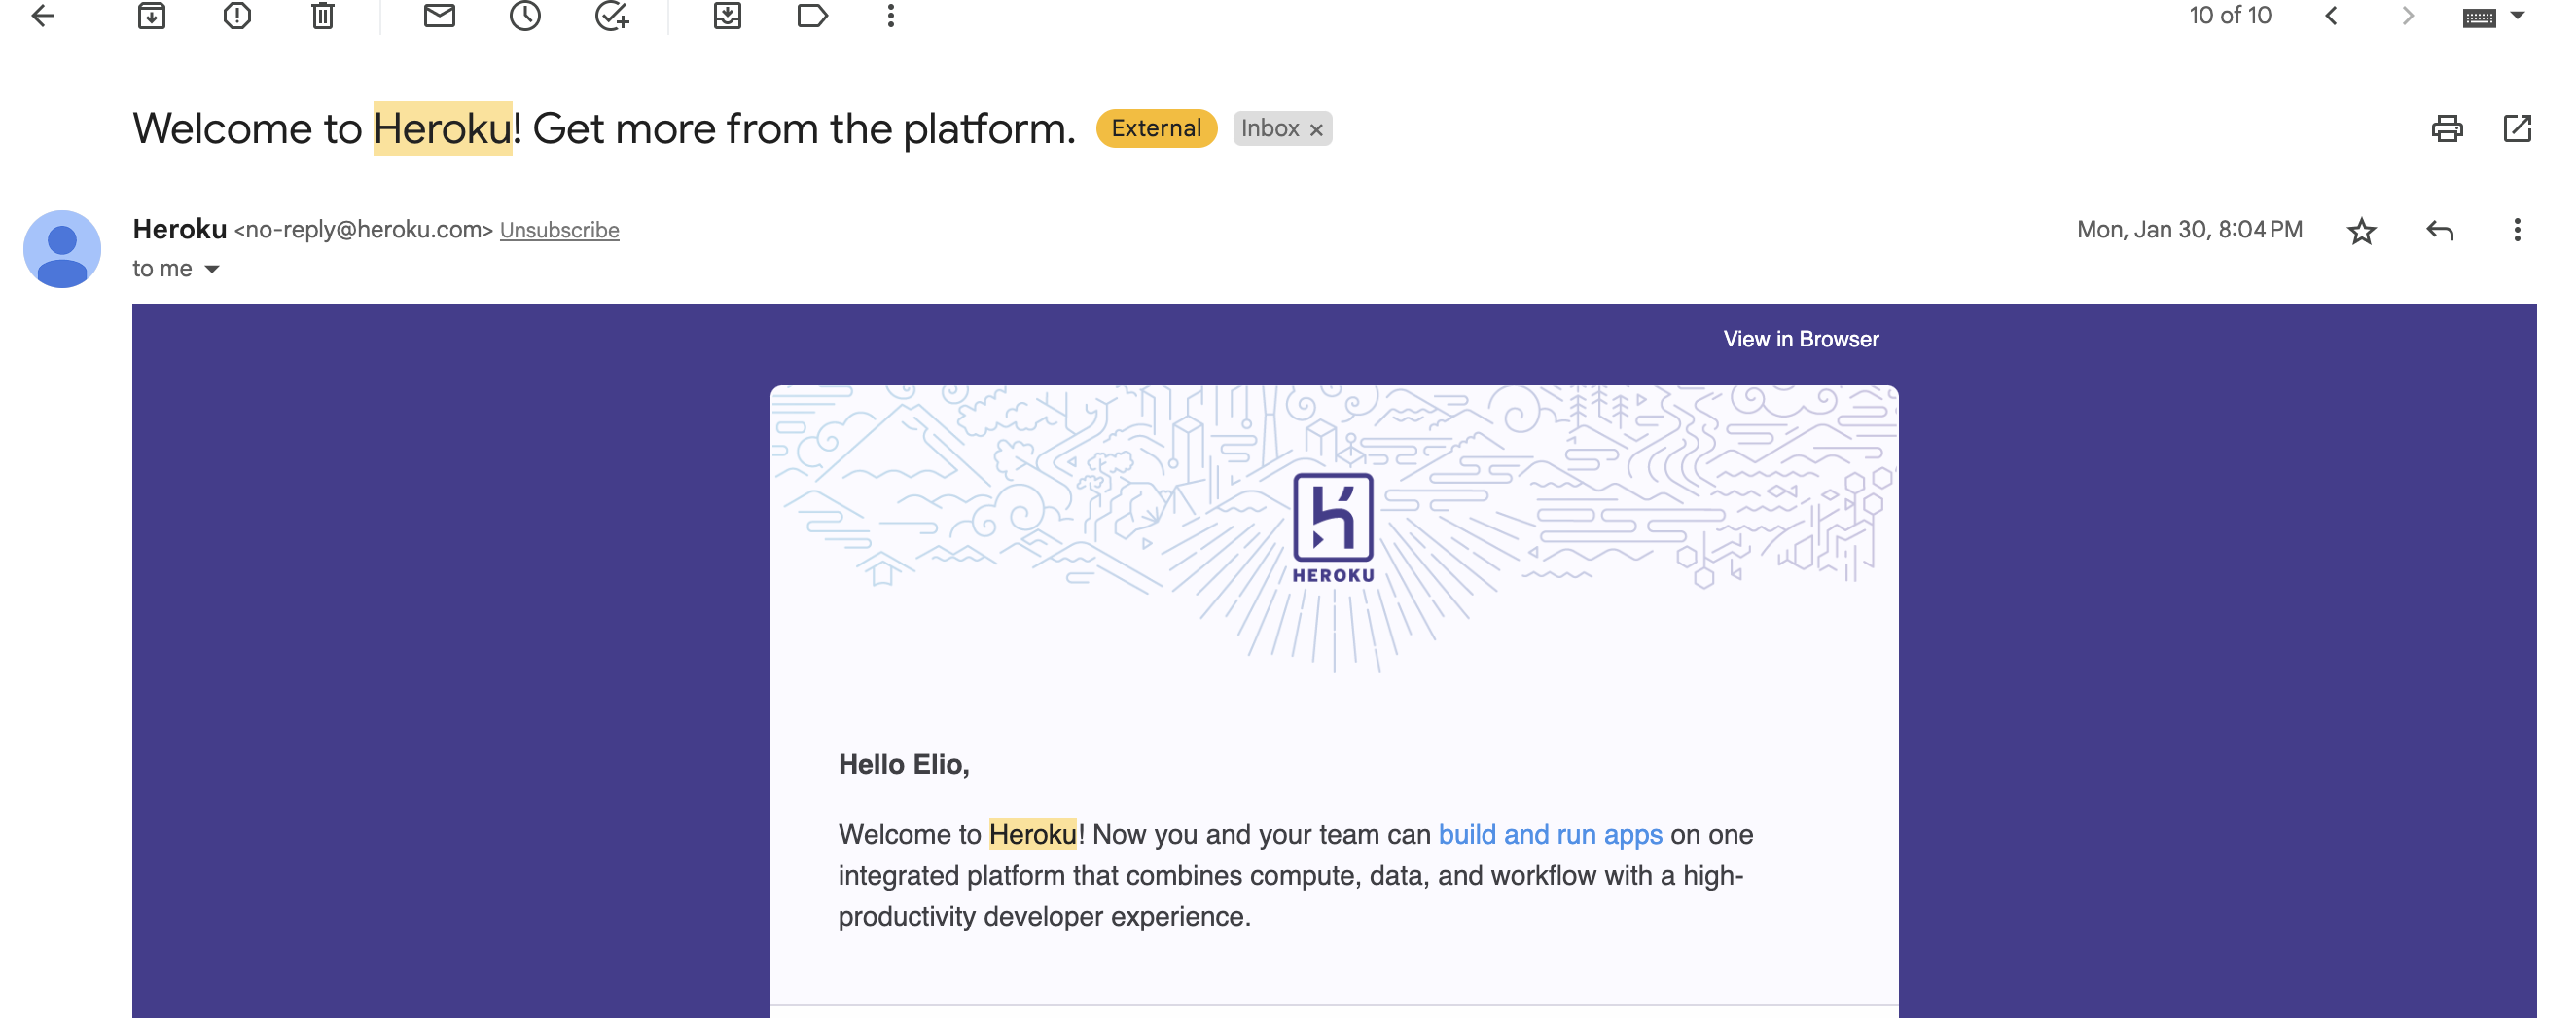 10 of 10
Welcome to Heroku! Get more from the platform. External Inbox ×
Heroku <no-reply@heroku.com> Unsubscribe Mon, Jan 30, 8:04 PM
to me
View in Browser
HEROKU
Hello Elio,
Welcome to Heroku! Now you and your team can build and run apps on one
integrated platform that combines compute, data, and workflow with a high-
productivity developer experience.